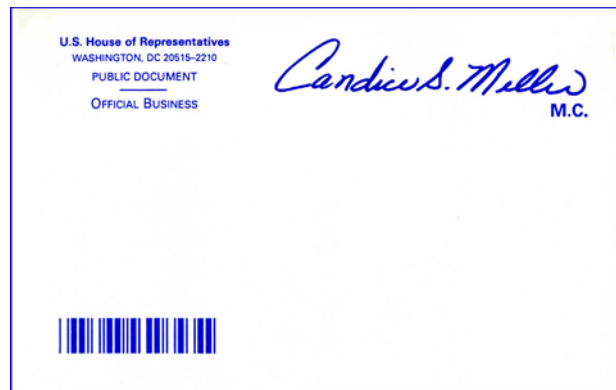 U.S. House of Representatives
WASHINGTON, DC 20515–2210
PUBLIC DOCUMENT
OFFICIAL BUSINESS
Candice S. Miller
M.C.